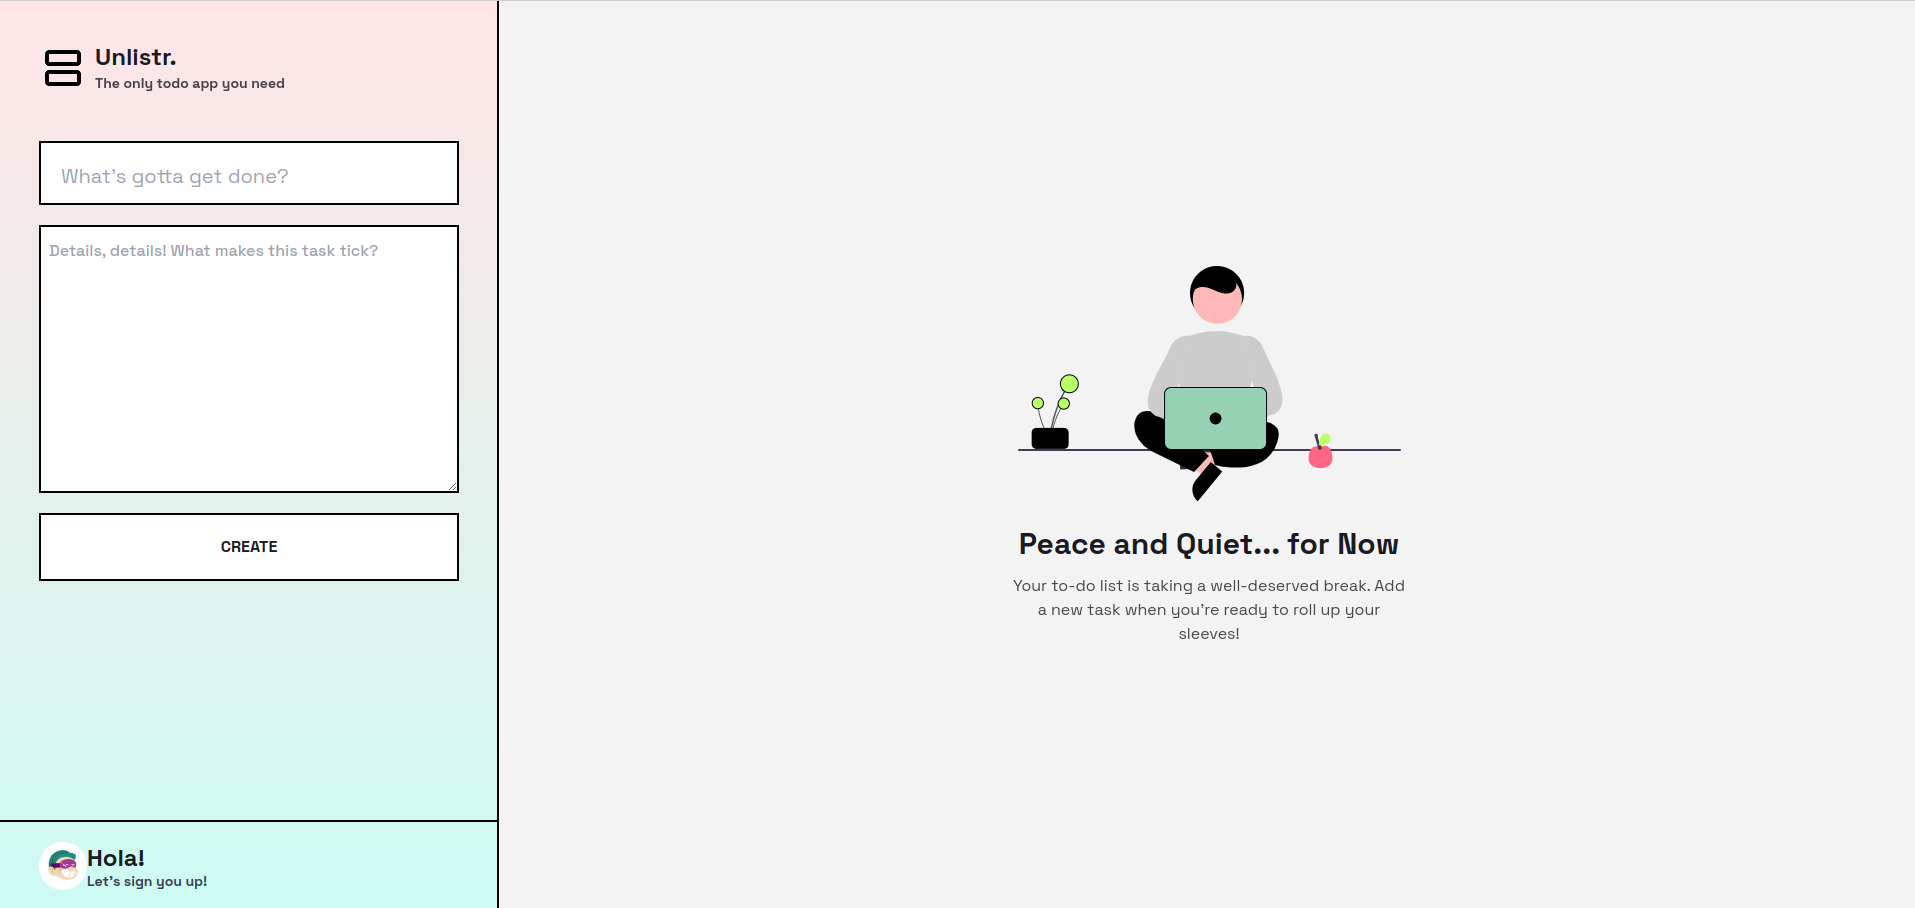 Unlistr.
The only todo app you need
What's gotta get done?
Details, details! What makes this task tick?
CREATE
Hola!
Let's sign you up!
Peace and Quiet... for Now
Your to-do list is taking a well-deserved break. Add
a new task when you're ready to roll up your
sleeves!